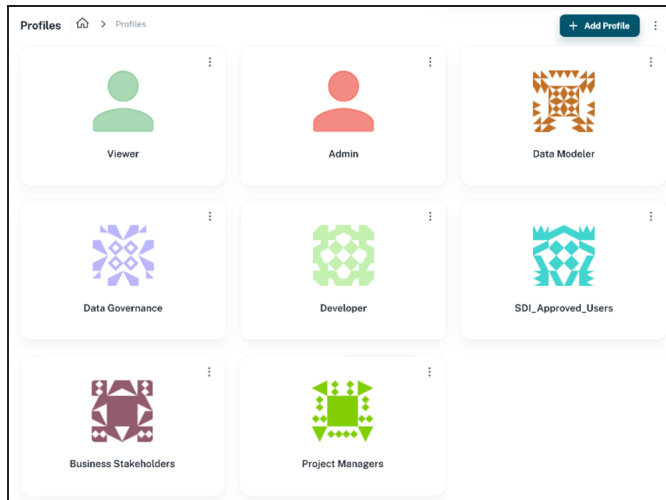 Profiles > Profiles
+ Add Profile
Viewer
Admin
Data Modeler
Data Governance
Developer
SDI_Approved_Users
Business Stakeholders
Project Managers